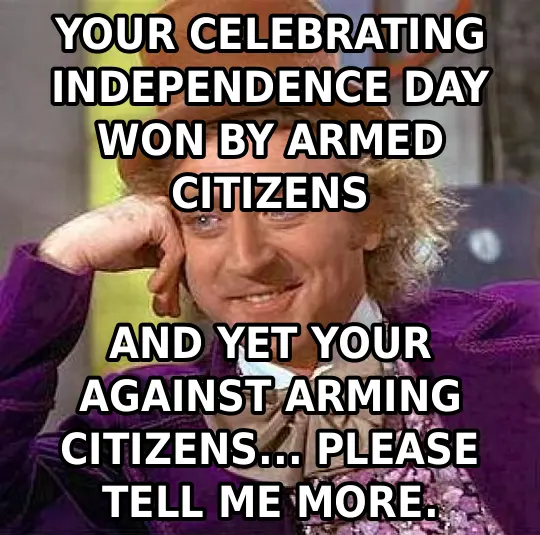 YOUR CELEBRATING
INDEPENDENCE DAY
WON BY ARMED
CITIZENS
AND YET YOUR
AGAINST ARMING
CITIZENS... PLEASE
TELL ME MORE.